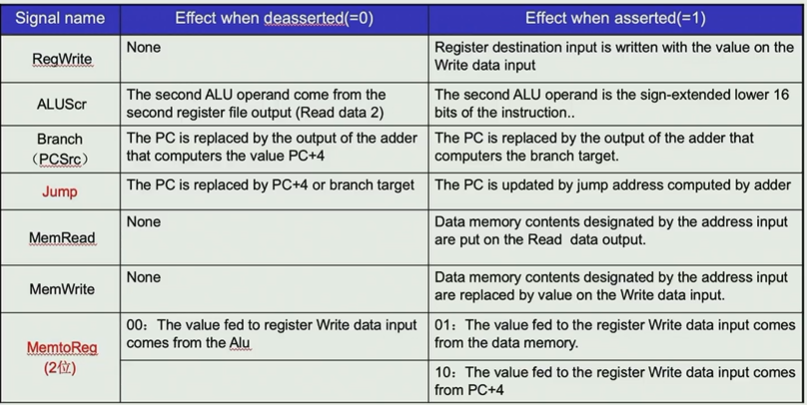 Signal name
Effect when deasserted(=0)
Effect when asserted(=1)
RegWrite
None
Register destination input is written with the value on the
Write data input
ALUScr
The second ALU operand come from the
second register file output (Read data 2)
The second ALU operand is the sign-extended lower 16
bits of the instruction..
Branch
（PCSrc）
The PC is replaced by the output of the adder
that computers the value PC+4
The PC is replaced by the output of the adder that
computers the branch target.
Jump
The PC is replaced by PC+4 or branch target
The PC is updated by jump address computed by adder
MemRead
None
Data memory contents designated by the address input
are put on the Read  data output.
MemWrite
None
Data memory contents designated by the address input
are replaced by value on the Write data input.
MemtoReg
(2位)
00：The value fed to register Write data input
comes from the Alu
01：The value fed to the register Write data input comes
from the data memory.
10：The value fed to the register Write data input comes
from PC+4